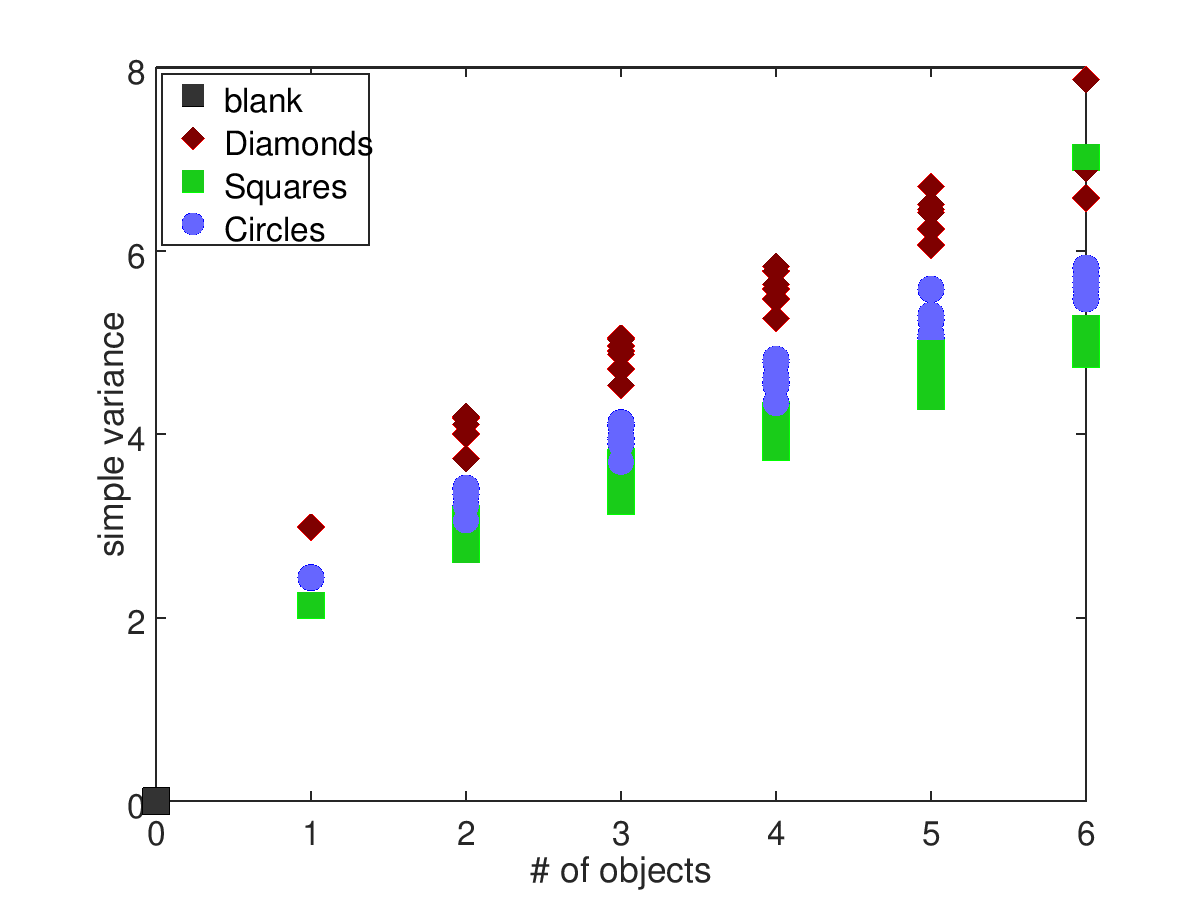 8
blank
Diamonds
Squares
Circles
6
4
2
0
simple variance
0 1 2 3 4 5 6
# of objects